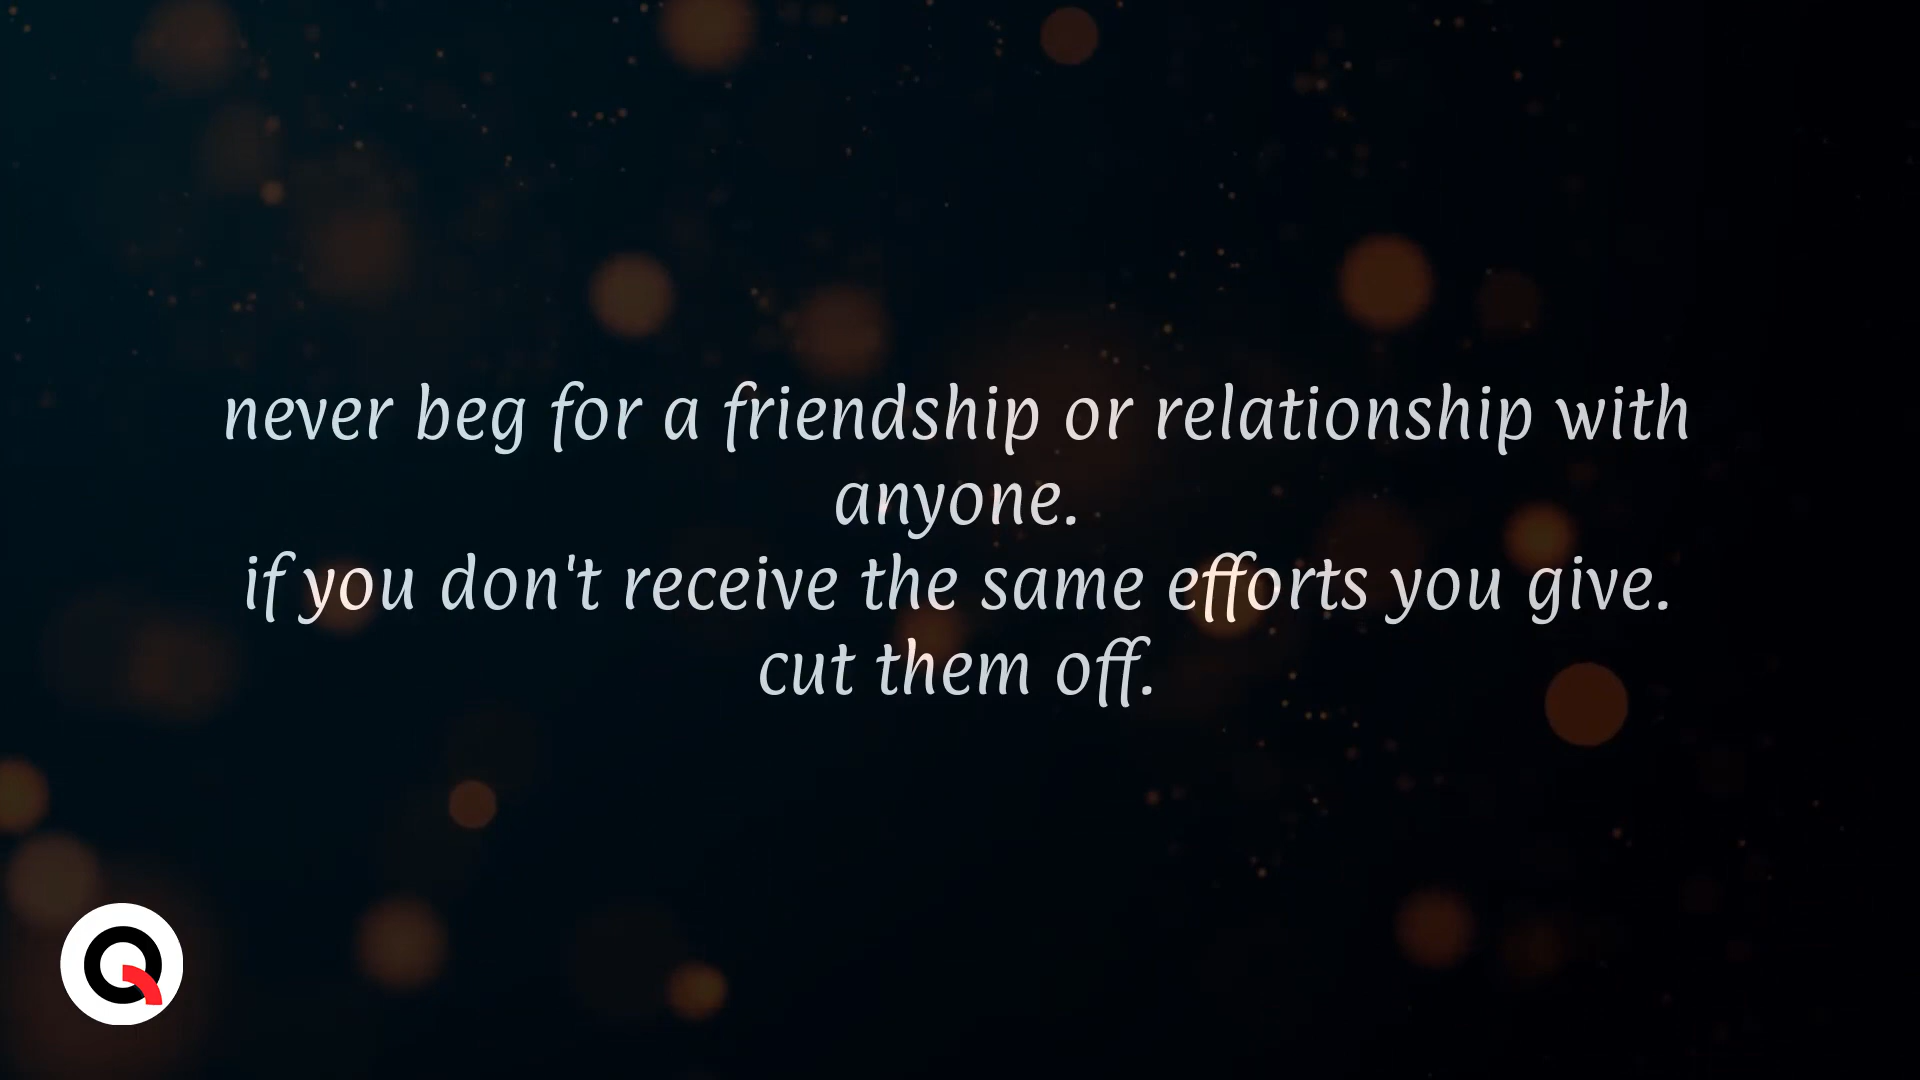 never beg for a friendship or relationship with
anyone.
if you don't receive the same efforts you give.
cut them off.